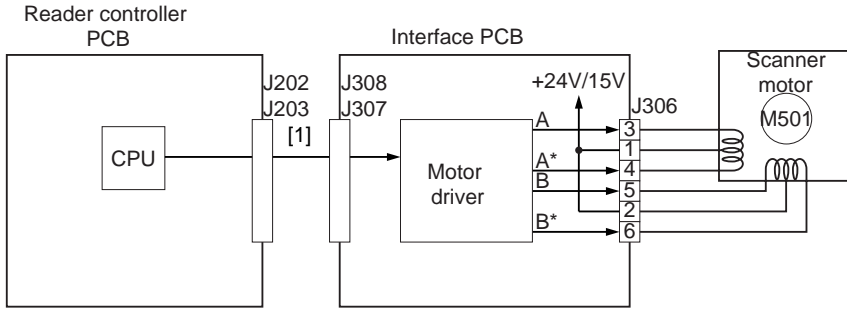 Reader controller
PCB
Interface PCB
Scanner
motor
M501
J202
J203
[1]
J308
J307
+24V/15V
J306
CPU
Motor
driver
A
A*
B
B*
3
1
4
5
2
6